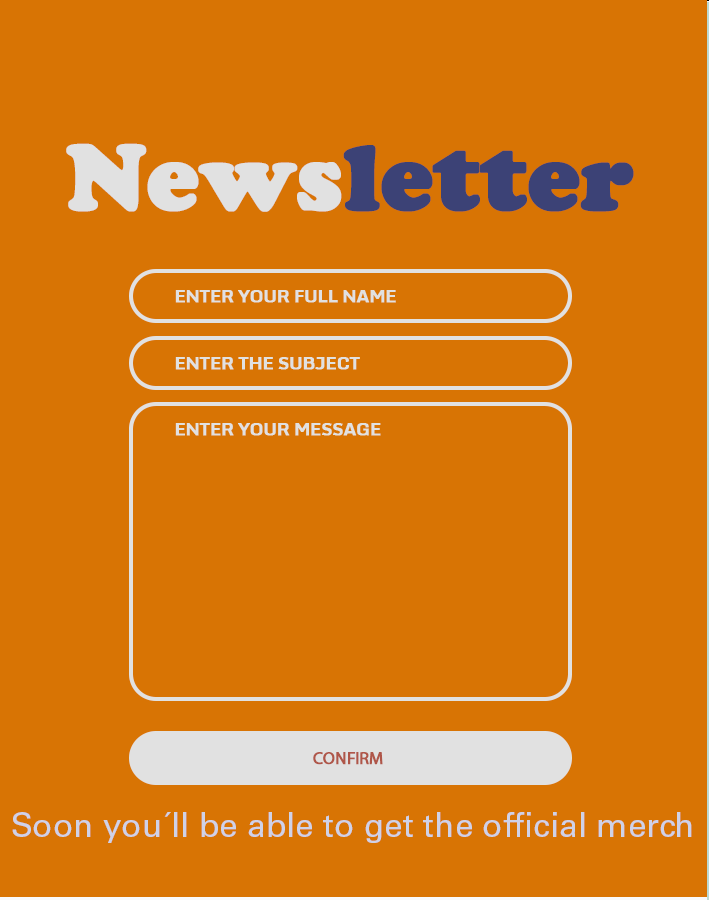 Newsletter
ENTER YOUR FULL NAME
ENTER THE SUBJECT
ENTER YOUR MESSAGE
CONFIRM
Soon you´ll be able to get the official merch